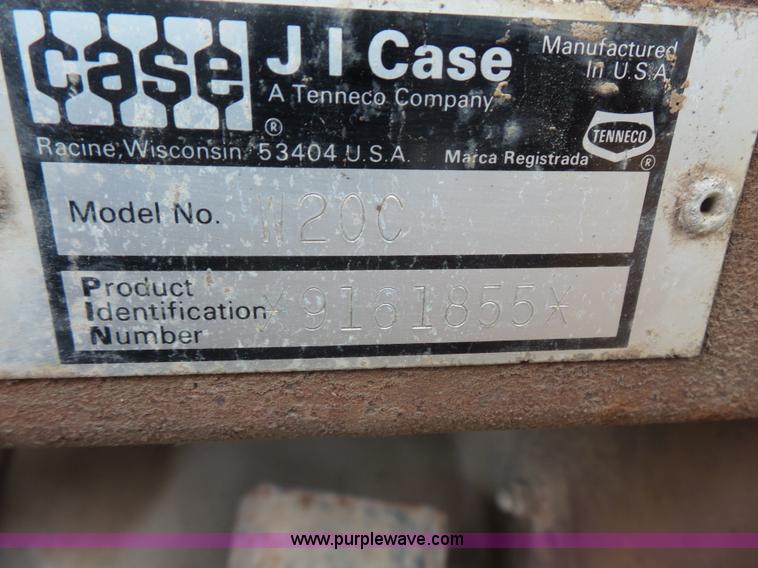 case
J I Case
A Tenneco Company
Manufactured
In U.S.A
®
Racine, Wisconsin 53404 U.S.A.
Marca Registrada
TENNECO
®
Model No. W20C
Product
Identification
Number
*9161855*
www.purplewave.com